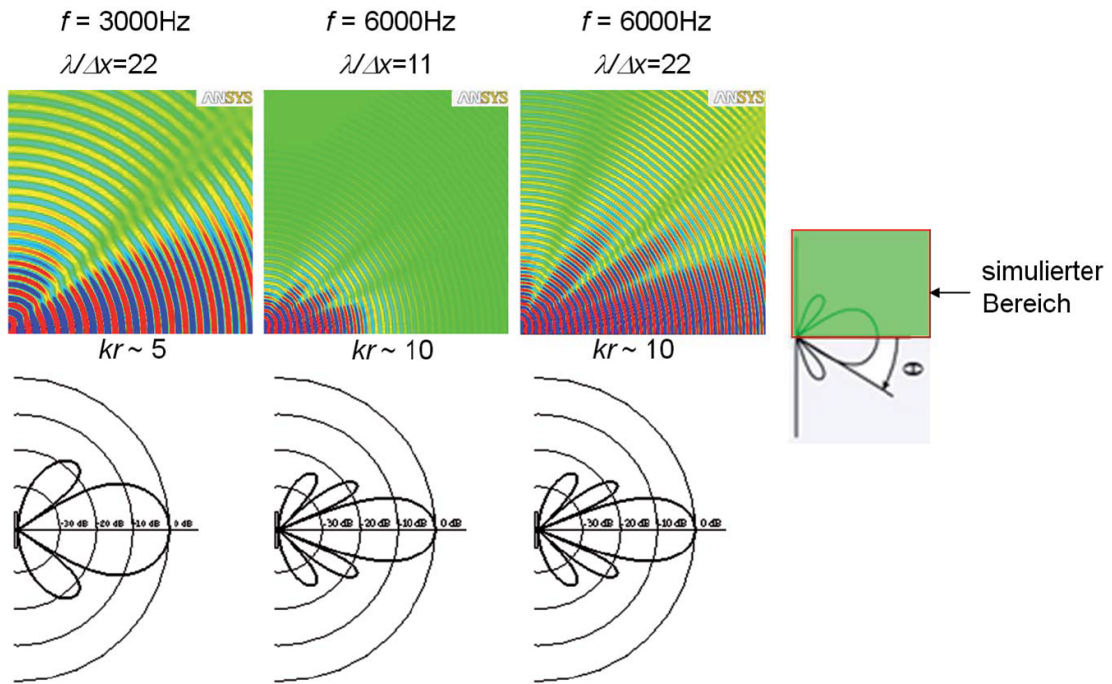 f = 3000Hz
λ/Δx=22
f = 6000Hz
λ/Δx=11
f = 6000Hz
λ/Δx=22
ANSYS
ANSYS
ANSYS
kr ~ 5
kr ~ 10
kr ~ 10
simulierter
Bereich
Θ
-30 dB -20 dB -10 dB 0 dB
-30 dB -20 dB -10 dB 0 dB
-30 dB -20 dB -10 dB 0 dB